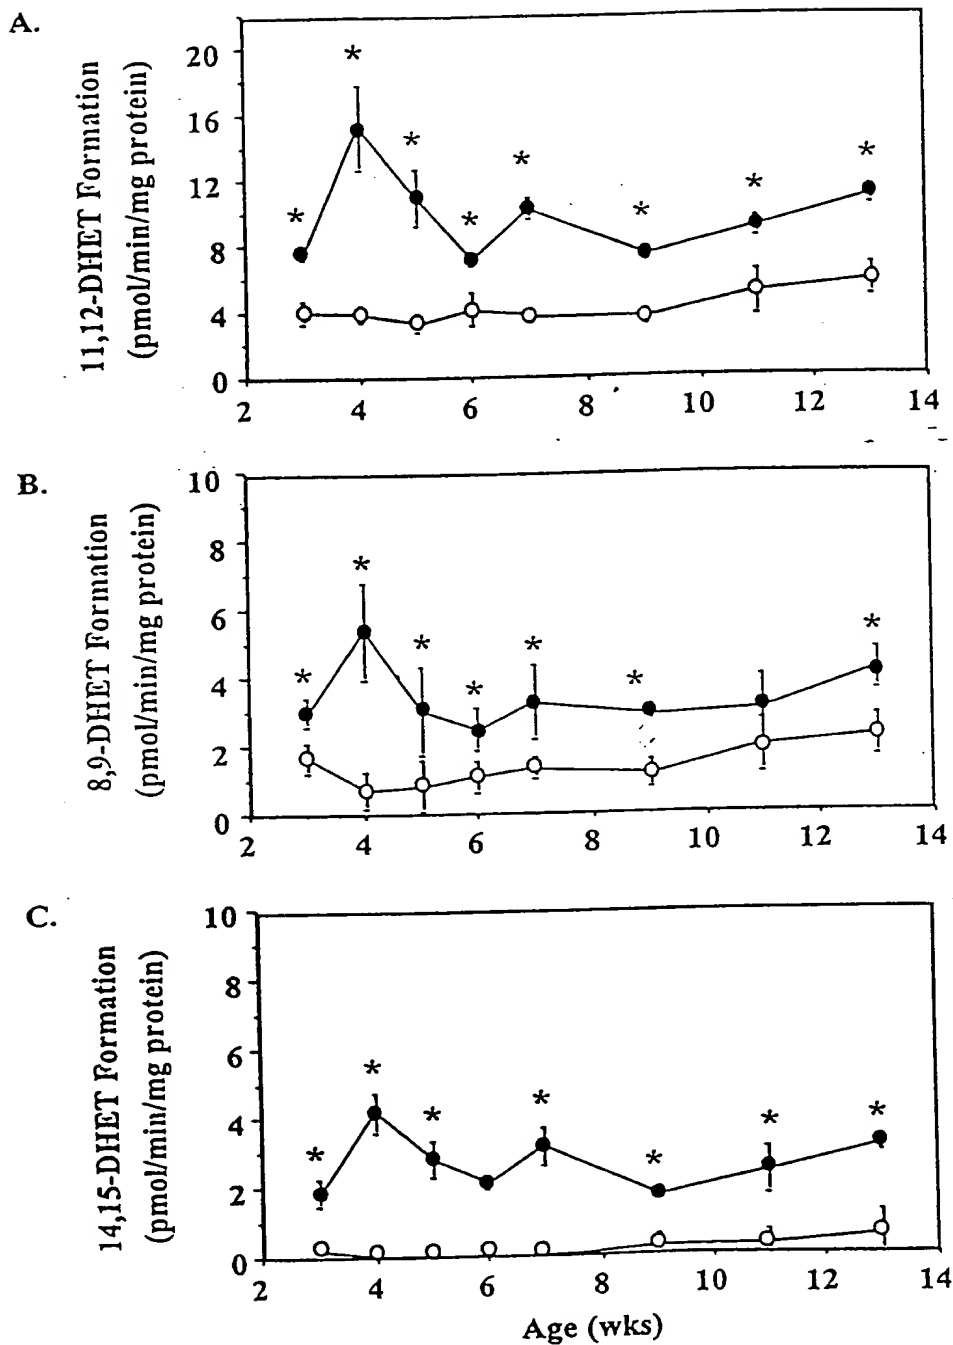 A.
11,12-DHET Formation
(pmol/min/mg protein)
20
16
12
8
4
0
* * * * * * * *
2 4 6 8 10 12 14
B.
8,9-DHET Formation
(pmol/min/mg protein)
10
8
6
4
2
0
* * * * * * *
2 4 6 8 10 12 14
C.
14,15-DHET Formation
(pmol/min/mg protein)
10
8
6
4
2
0
* * * * * * *
2 4 6 8 10 12 14
Age (wks)